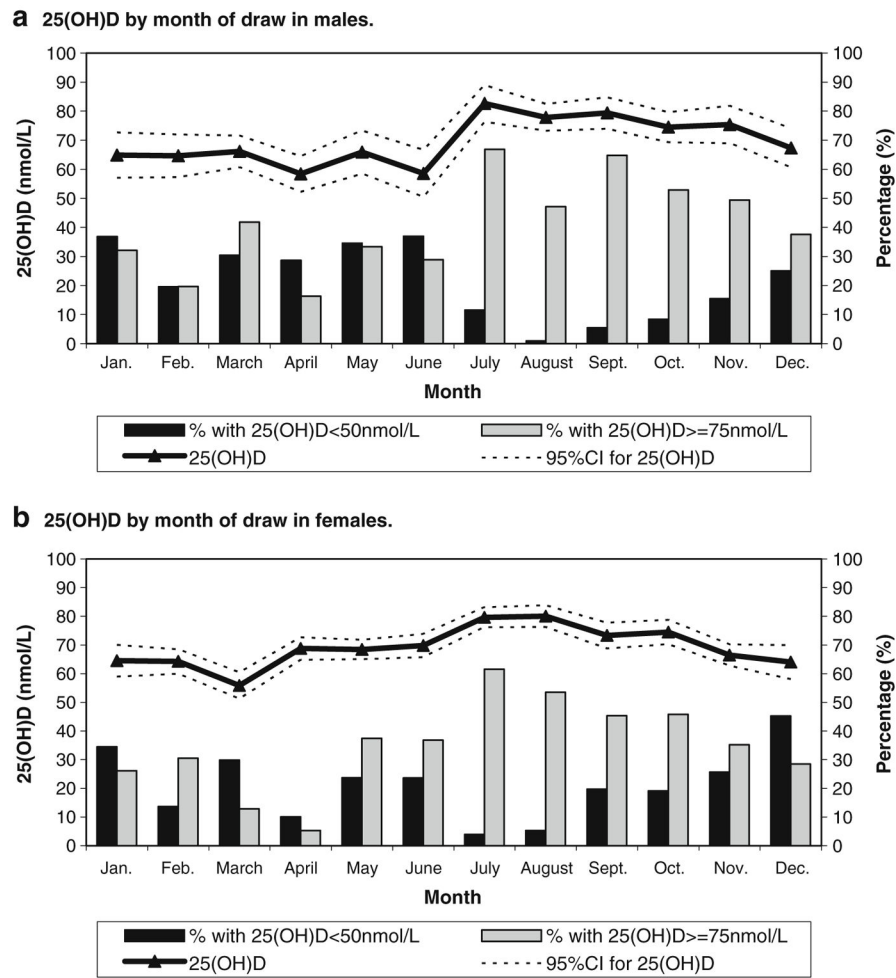 a 25(OH)D by month of draw in males.
100 100
90 90
80 80
70 70
60 60
50 50
40 40
30 30
20 20
10 10
0 0
25(OH)D (nmol/L)
Percentage (%)
Jan. Feb. March April May June July August Sept. Oct. Nov. Dec.
Month
% with 25(OH)D<50nmol/L % with 25(OH)D>=75nmol/L
25(OH)D 95%CI for 25(OH)D
b 25(OH)D by month of draw in females.
100 100
90 90
80 80
70 70
60 60
50 50
40 40
30 30
20 20
10 10
0 0
25(OH)D (nmol/L)
Percentage (%)
Jan. Feb. March April May June July August Sept. Oct. Nov. Dec.
Month
% with 25(OH)D<50nmol/L % with 25(OH)D>=75nmol/L
25(OH)D 95%CI for 25(OH)D